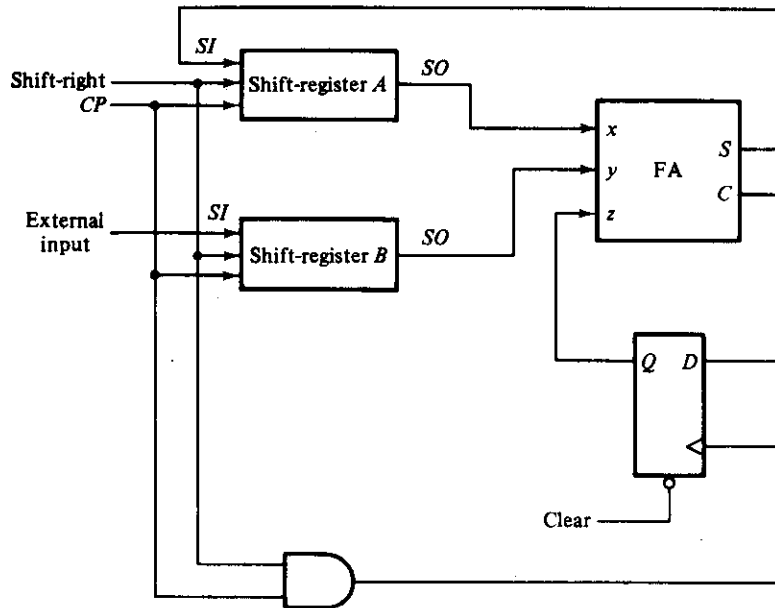 SI
Shift-right
Shift-register A
SO
CP
x
S
y
FA
C
z
External
input
SI
Shift-register B
SO
Q
D
Clear